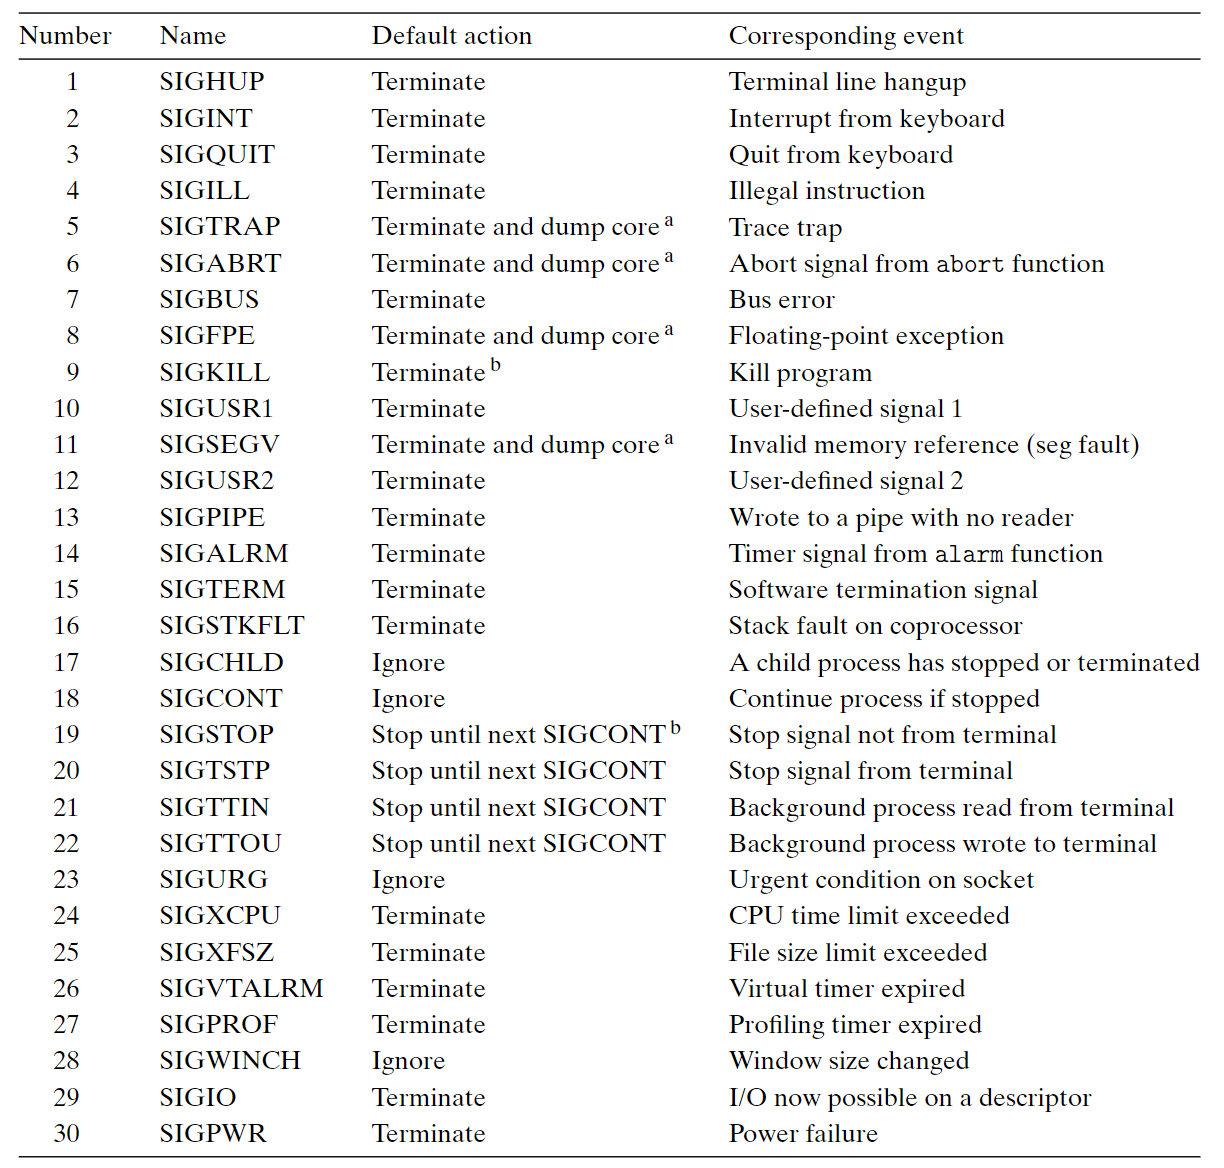 Number Name Default action Corresponding event
1 SIGHUP Terminate Terminal line hangup
2 SIGINT Terminate Interrupt from keyboard
3 SIGQUIT Terminate Quit from keyboard
4 SIGILL Terminate Illegal instruction
5 SIGTRAP Terminate and dump core a Trace trap
6 SIGABRT Terminate and dump core a Abort signal from abort function
7 SIGBUS Terminate Bus error
8 SIGFPE Terminate and dump core a Floating-point exception
9 SIGKILL Terminate b Kill program
10 SIGUSR1 Terminate User-defined signal 1
11 SIGSEGV Terminate and dump core a Invalid memory reference (seg fault)
12 SIGUSR2 Terminate User-defined signal 2
13 SIGPIPE Terminate Wrote to a pipe with no reader
14 SIGALRM Terminate Timer signal from alarm function
15 SIGTERM Terminate Software termination signal
16 SIGSTKFLT Terminate Stack fault on coprocessor
17 SIGCHLD Ignore A child process has stopped or terminated
18 SIGCONT Ignore Continue process if stopped
19 SIGSTOP Stop until next SIGCONT b Stop signal not from terminal
20 SIGTSTP Stop until next SIGCONT Stop signal from terminal
21 SIGTTIN Stop until next SIGCONT Background process read from terminal
22 SIGTTOU Stop until next SIGCONT Background process wrote to terminal
23 SIGURG Ignore Urgent condition on socket
24 SIGXCPU Terminate CPU time limit exceeded
25 SIGXFSZ Terminate File size limit exceeded
26 SIGVTALRM Terminate Virtual timer expired
27 SIGPROF Terminate Profiling timer expired
28 SIGWINCH Ignore Window size changed
29 SIGIO Terminate I/O now possible on a descriptor
30 SIGPWR Terminate Power failure